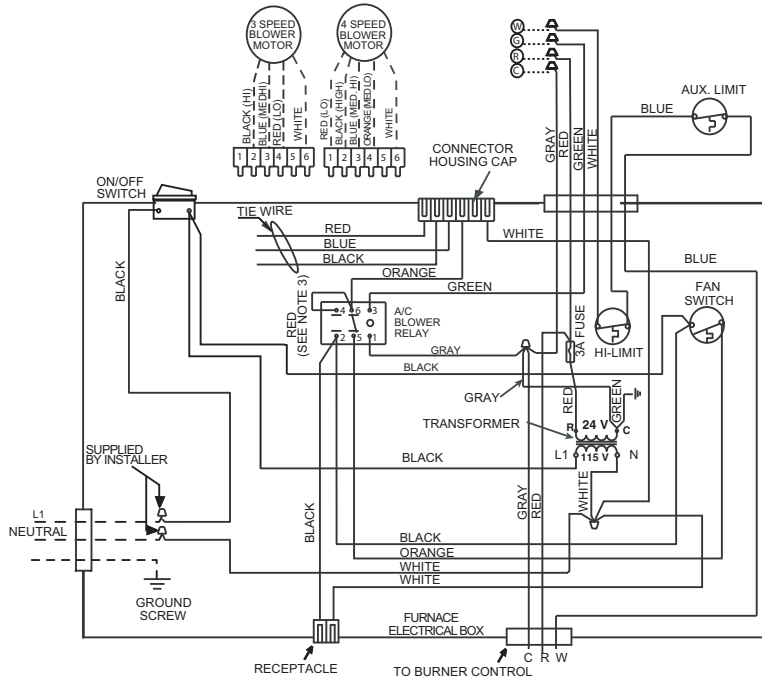 3 SPEED
BLOWER
MOTOR
4 SPEED
BLOWER
MOTOR
BLACK (HI)
BLUE (MEDHI)
RED (LO)
WHITE
RED (LO)
BLACK (HIGH)
BLUE (MED. HI)
ORANGE (MED LO)
WHITE
1 2 3 4 5 6
1 2 3 4 5 6
W
G
R
C
GRAY
RED
GREEN
WHITE
AUX. LIMIT
BLUE
CONNECTOR
HOUSING CAP
ON/OFF
SWITCH
TIE WIRE
RED
BLUE
BLACK
WHITE
ORANGE
BLUE
BLACK
GREEN
RED
(SEE NOTE 3)
4 6 3
2 5 1
A/C
BLOWER
RELAY
3A FUSE
FAN
SWITCH
HI-LIMIT
GRAY
BLACK
GRAY
RED
GREEN
TRANSFORMER
R 24 V C
L1 115 V N
BLACK
SUPPLIED
BY INSTALLER
GRAY
RED
WHITE
L1
NEUTRAL
BLACK
BLACK
ORANGE
WHITE
WHITE
GROUND
SCREW
FURNACE
ELECTRICAL BOX
RECEPTACLE
TO BURNER CONTROL
C R W